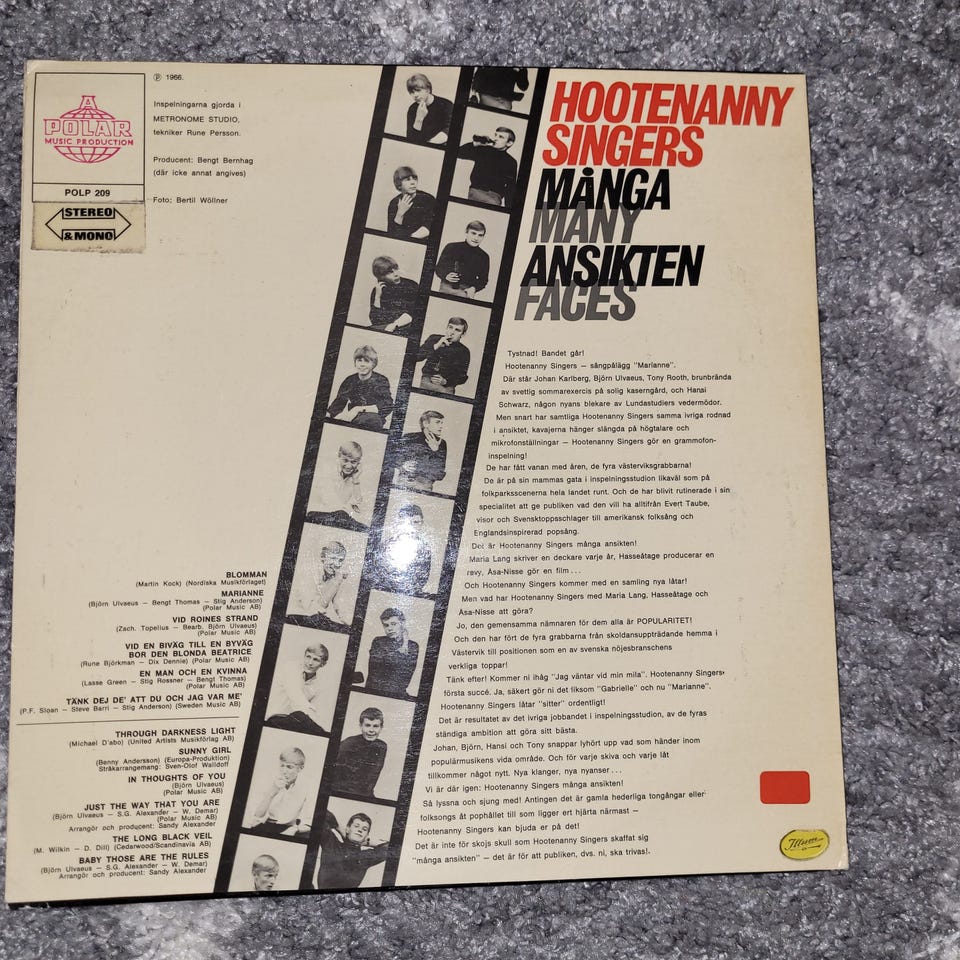 A
POLAR
MUSIC PRODUCTION
POLP 209
STEREO
& MONO
Ⓟ 1966.
Inspelningarna gjorda i
METRONOME STUDIO,
tekniker Rune Persson.
Producent: Bengt Bernhag
(där icke annat angives)
Foto: Bertil Wöllner
HOOTENANNY
SINGERS
MÅNGA
MANY
ANSIKTEN
FACES
Tystnad! Bandet går!
Hootenanny Singers – sångpålägg "Marianne".
Där står Johan Karlberg, Björn Ulvaeus, Tony Rooth, brunbrända
av svettig sommarexercis på solig kaserngård, och Hansi
Schwarz, någon nyans blekare av Lundastudiers vedermödor.
Men snart har samtliga Hootenanny Singers samma ivriga rodnad
i ansiktet, kavajerna hänger slängda på högtalare och
mikrofonställningar – Hootenanny Singers gör en grammofon-
inspelning!
De har fått vanan med åren, de fyra västerviksgrabbarna!
De är på sin mammas gata i inspelningsstudion likaväl som på
folkparksscenerna hela landet runt. Och de har blivit rutinerade i sin
specialitet att ge publiken vad den vill ha alltifrån Evert Taube,
visor och Svensktoppsschlager till amerikansk folksång och
Englandsinspirerad popsång.
Det är Hootenanny Singers många ansikten!
Maria Lang skriver en deckare varje år, Hasseåtage producerar en
revy, Åsa-Nisse gör en film . . .
Och Hootenanny Singers kommer med en samling nya låtar!
Men vad har Hootenanny Singers med Maria Lang, Hasseåtage och
Åsa-Nisse att göra?
Jo, den gemensamma nämnaren för dem alla är POPULARITET!
Och den har fört de fyra grabbarna från skoldansuppträdande hemma i
Västervik till positionen som en av svenska nöjesbranschens
verkliga toppar!
Tänk efter! Kommer ni ihåg "Jag väntar vid min mila". Hootenanny Singers
första succé. Ja, säkert gör ni det liksom "Gabrielle" och nu "Marianne".
Hootenanny Singers låtar "sitter" ordentligt!
Det är resultatet av det ivriga jobbandet i inspelningsstudion, av de fyras
ständiga ambition att göra sitt bästa.
Johan, Björn, Hansi och Tony snappar lyhört upp vad som händer inom
populärmusikens vida område. Och för varje skiva och varje låt
tillkommer något nytt. Nya klanger, nya nyanser . . .
Vi är där igen: Hootenanny Singers många ansikten!
Så lyssna och sjung med! Antingen det är gamla hederliga tongångar eller
folksongs åt pophållet till som ligger ert hjärta närmast –
Hootenanny Singers kan bjuda er på det!
Det är inte för skojs skull som Hootenanny Singers skaffat sig
"många ansikten" – det är för att publiken, dvs. ni, ska trivas!.
BLOMMAN
(Martin Kock) (Nordiska Musikförlaget)
MARIANNE
(Björn Ulvaeus – Bengt Thomas – Stig Anderson)
(Polar Music AB)
VID ROINES STRAND
(Zach. Topelius – Bearb. Björn Ulvaeus)
(Polar Music AB)
VID EN BIVÄG TILL EN BYVÄG
BOR DEN BLONDA BEATRICE
(Rune Björkman – Dix Dennie) (Polar Music AB)
EN MAN OCH EN KVINNA
(Lasse Green – Stig Rossner – Bengt Thomas)
(Polar Music AB)
TÄNK DEJ DE' ATT DU OCH JAG VAR ME'
(P.F. Sloan – Steve Barri – Stig Anderson) (Sweden Music AB)
THROUGH DARKNESS LIGHT
(Michael D'abo) (United Artists Musikförlag AB)
SUNNY GIRL
(Benny Andersson) (Europa-Produktion)
Stråkarrangemang: Sven-Olof Walldoff
IN THOUGHTS OF YOU
(Björn Ulvaeus)
(Polar Music AB)
JUST THE WAY THAT YOU ARE
(Björn Ulvaeus – S.G. Alexander – W. Demar)
(Polar Music AB)
Arrangör och producent: Sandy Alexander
THE LONG BLACK VEIL
(M. Wilkin – D. Dill) (Cedarwood/Scandinavia AB)
BABY THOSE ARE THE RULES
(Björn Ulvaeus – S.G. Alexander – W. Demar)
Arrangör och producent: Sandy Alexander
Illum